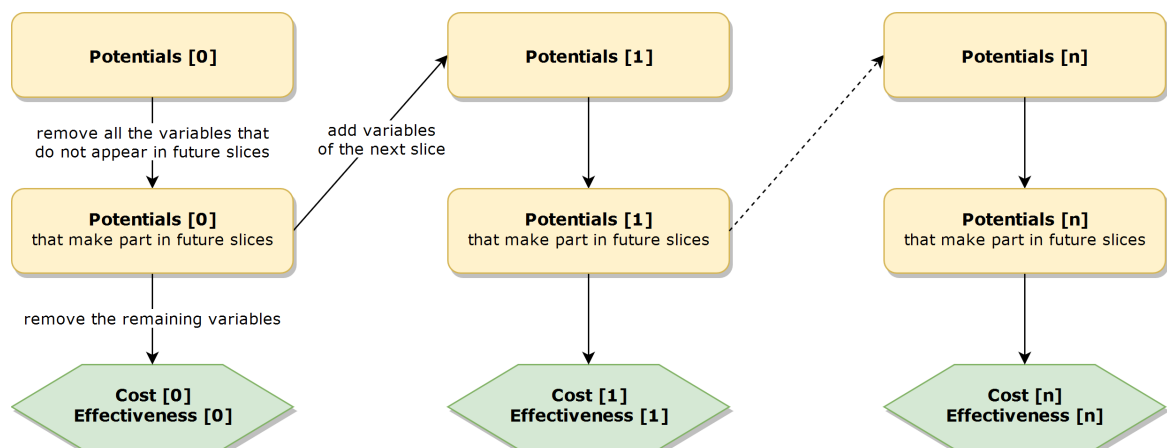 Potentials [0]
Potentials [1]
Potentials [n]
remove all the variables that
do not appear in future slices
add variables
of the next slice
Potentials [0]
that make part in future slices
Potentials [1]
that make part in future slices
Potentials [n]
that make part in future slices
remove the remaining variables
Cost [0]
Effectiveness [0]
Cost [1]
Effectiveness [1]
Cost [n]
Effectiveness [n]